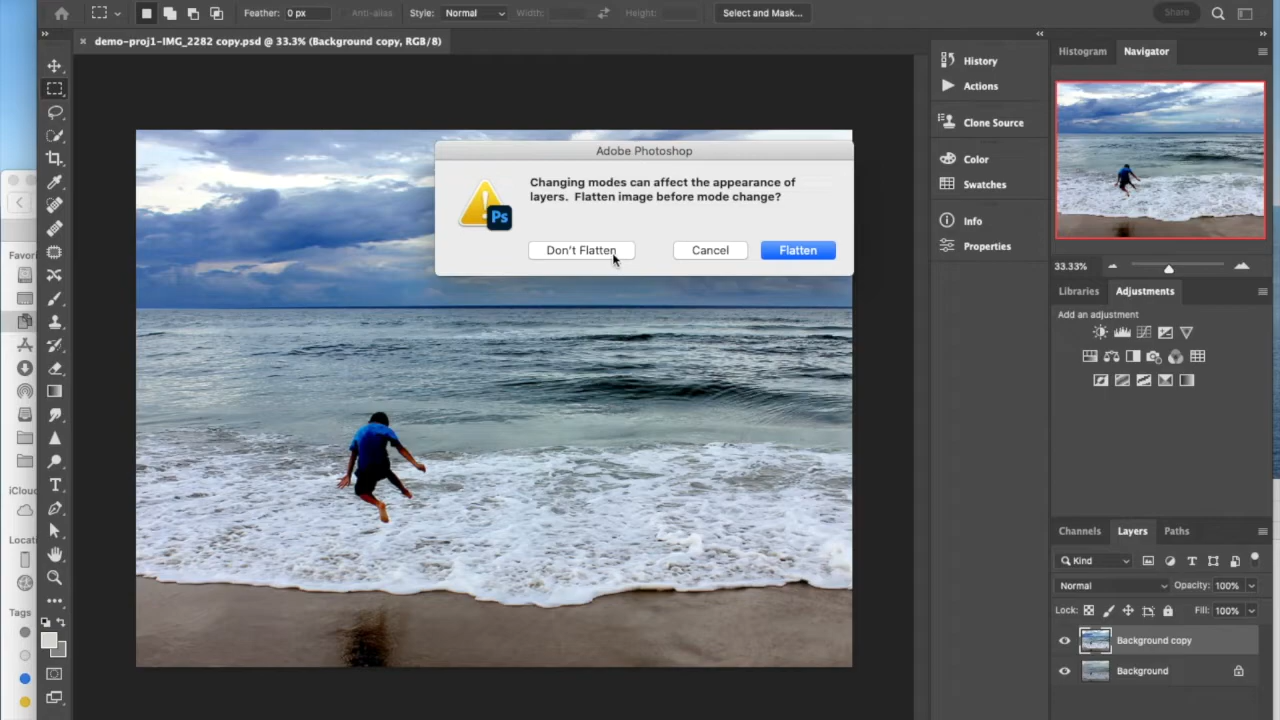 Feather: 0 px
Anti-alias
Style: Normal
Width:
Height:
Select and Mask...
Share
demo-proj1-IMG_2282 copy.psd @ 33.3% (Background copy, RGB/8)
Adobe Photoshop
Changing modes can affect the appearance of
layers. Flatten image before mode change?
Ps
Don't Flatten
Cancel
Flatten
Favori
iCloud
Locati
Tags
History
Actions
Clone Source
Color
Swatches
Info
Properties
Histogram
Navigator
33.33%
Libraries
Adjustments
Add an adjustment
Channels
Layers
Paths
Kind
Normal
Opacity: 100%
Lock:
Fill: 100%
Background copy
Background